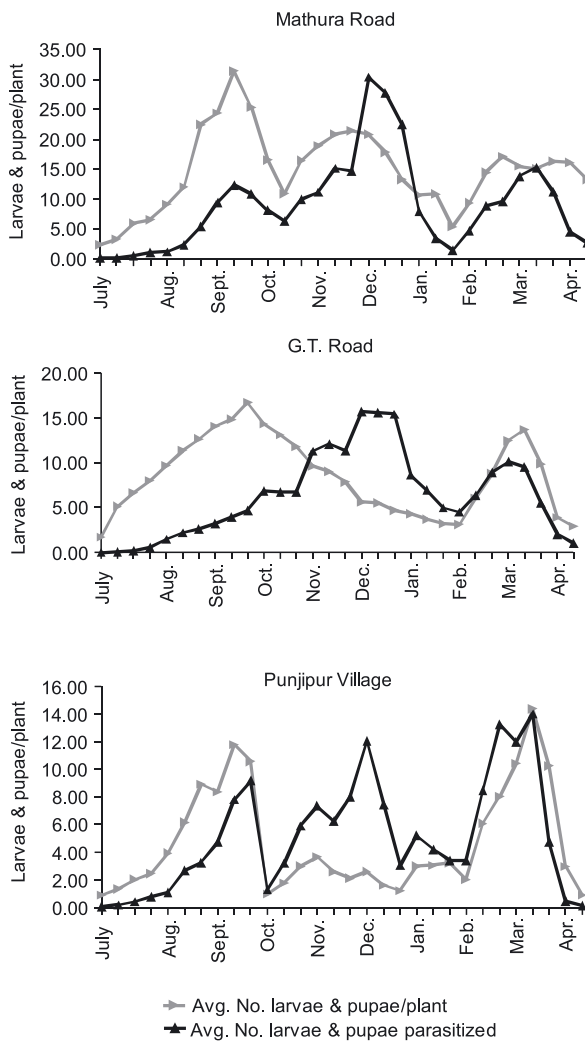 Mathura Road
Larvae & pupae/plant
35.00
30.00
25.00
20.00
15.00
10.00
5.00
0.00
July
Aug.
Sept.
Oct.
Nov.
Dec.
Jan.
Feb.
Mar.
Apr.
G.T. Road
Larvae & pupae/plant
20.00
15.00
10.00
5.00
0.00
July
Aug.
Sept.
Oct.
Nov.
Dec.
Jan.
Feb.
Mar.
Apr.
Punjipur Village
Larvae & pupae/plant
16.00
14.00
12.00
10.00
8.00
6.00
4.00
2.00
0.00
July
Aug.
Sept.
Oct.
Nov.
Dec.
Jan.
Feb.
Mar.
Apr.
Avg. No. larvae & pupae/plant
Avg. No. larvae & pupae parasitized